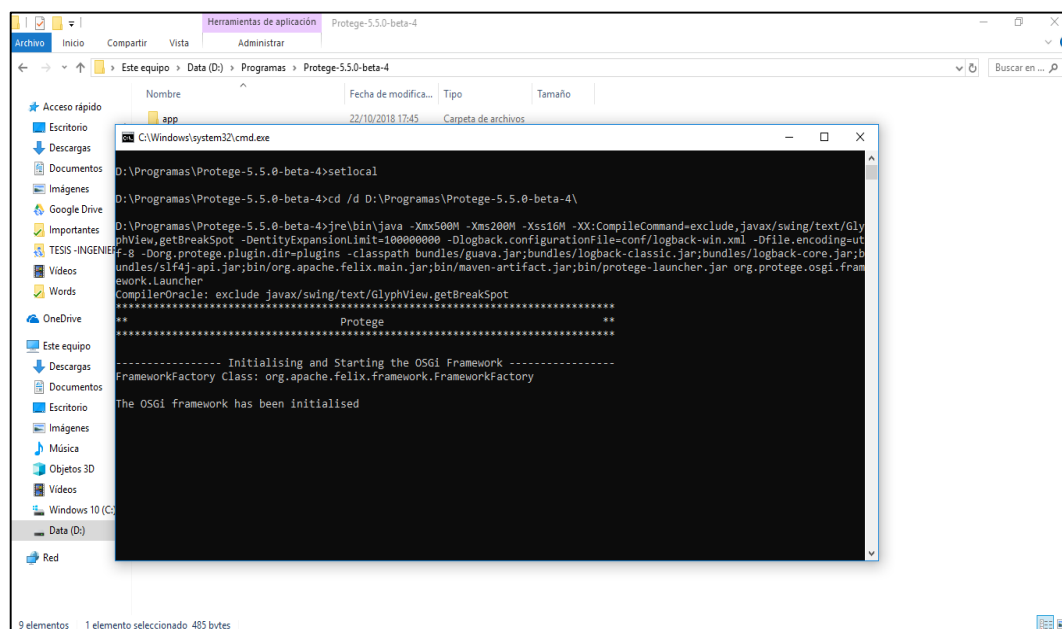 Herramientas de aplicación Protege-5.5.0-beta-4
Archivo Inicio Compartir Vista Administrar
Este equipo > Data (D:) > Programas > Protege-5.5.0-beta-4
Buscar en ...
Nombre Fecha de modifica... Tipo Tamaño
app 22/10/2018 17:45 Carpeta de archivos
Acceso rápido
Escritorio
Descargas
Documentos
Imágenes
Google Drive
Importantes
TESIS -INGENIER
Vídeos
Words
OneDrive
Este equipo
Descargas
Documentos
Escritorio
Imágenes
Música
Objetos 3D
Vídeos
Windows 10 (C:)
Data (D:)
Red
C:\Windows\system32\cmd.exe
D:\Programas\Protege-5.5.0-beta-4>setlocal
D:\Programas\Protege-5.5.0-beta-4>cd /d D:\Programas\Protege-5.5.0-beta-4\
D:\Programas\Protege-5.5.0-beta-4>jre\bin\java -Xmx500M -Xms200M -Xss16M -XX:CompileCommand=exclude,javax/swing/text/Gly
phView,getBreakSpot -DentityExpansionLimit=100000000 -Dlogback.configurationFile=conf/logback-win.xml -Dfile.encoding=ut
f-8 -Dorg.protege.plugin.dir=plugins -classpath bundles/guava.jar;bundles/logback-classic.jar;bundles/logback-core.jar;b
undles/slf4j-api.jar;bin/org.apache.felix.main.jar;bin/maven-artifact.jar;bin/protege-launcher.jar org.protege.osgi.fram
ework.Launcher
CompilerOracle: exclude javax/swing/text/GlyphView.getBreakSpot
********************************************************************************
** Protege **
********************************************************************************
----------------- Initialising and Starting the OSGi Framework -----------------
FrameworkFactory Class: org.apache.felix.framework.FrameworkFactory
The OSGi framework has been initialised
9 elementos 1 elemento seleccionado 485 bytes